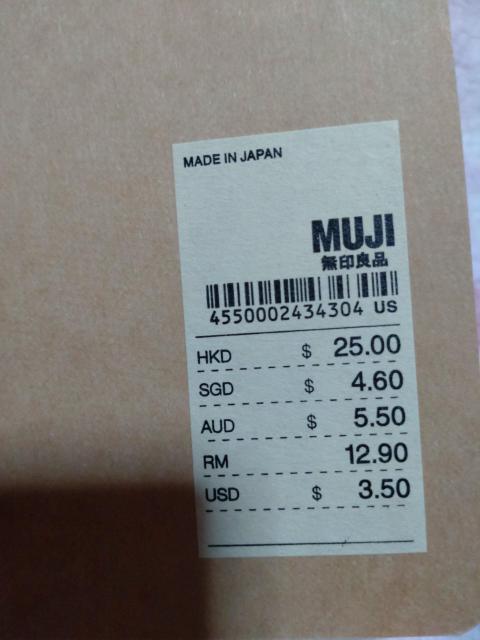 MADE IN JAPAN
MUJI
無印良品
4550002434304 US
HKD $ 25.00
SGD $ 4.60
AUD $ 5.50
RM 12.90
USD $ 3.50